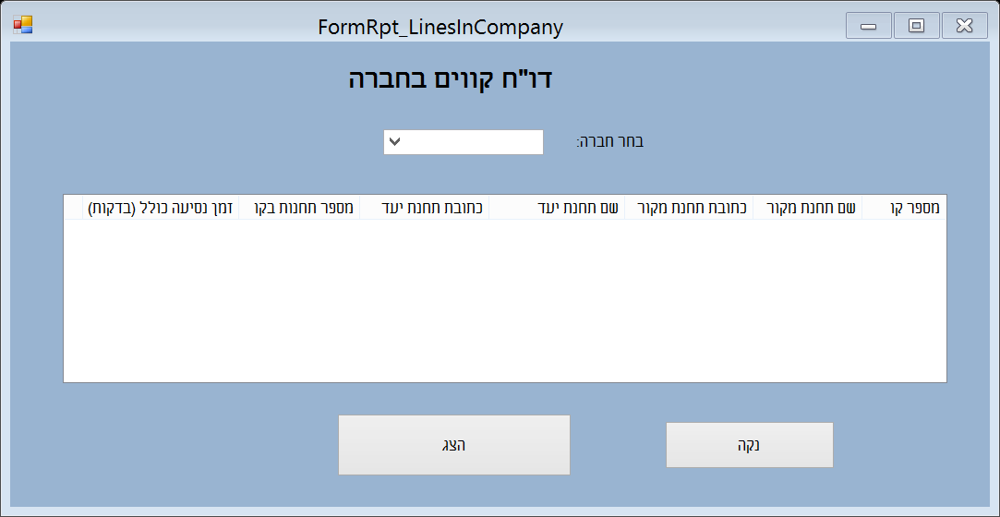 FormRpt_LinesInCompany
דו"ח קווים בחברה
בחר חברה:
מספר קו
שם תחנת מקור
כתובת תחנת מקור
שם תחנת יעד
כתובת תחנת יעד
מספר תחנות בקו
זמן נסיעה כולל (בדקות)
נקה
הצג